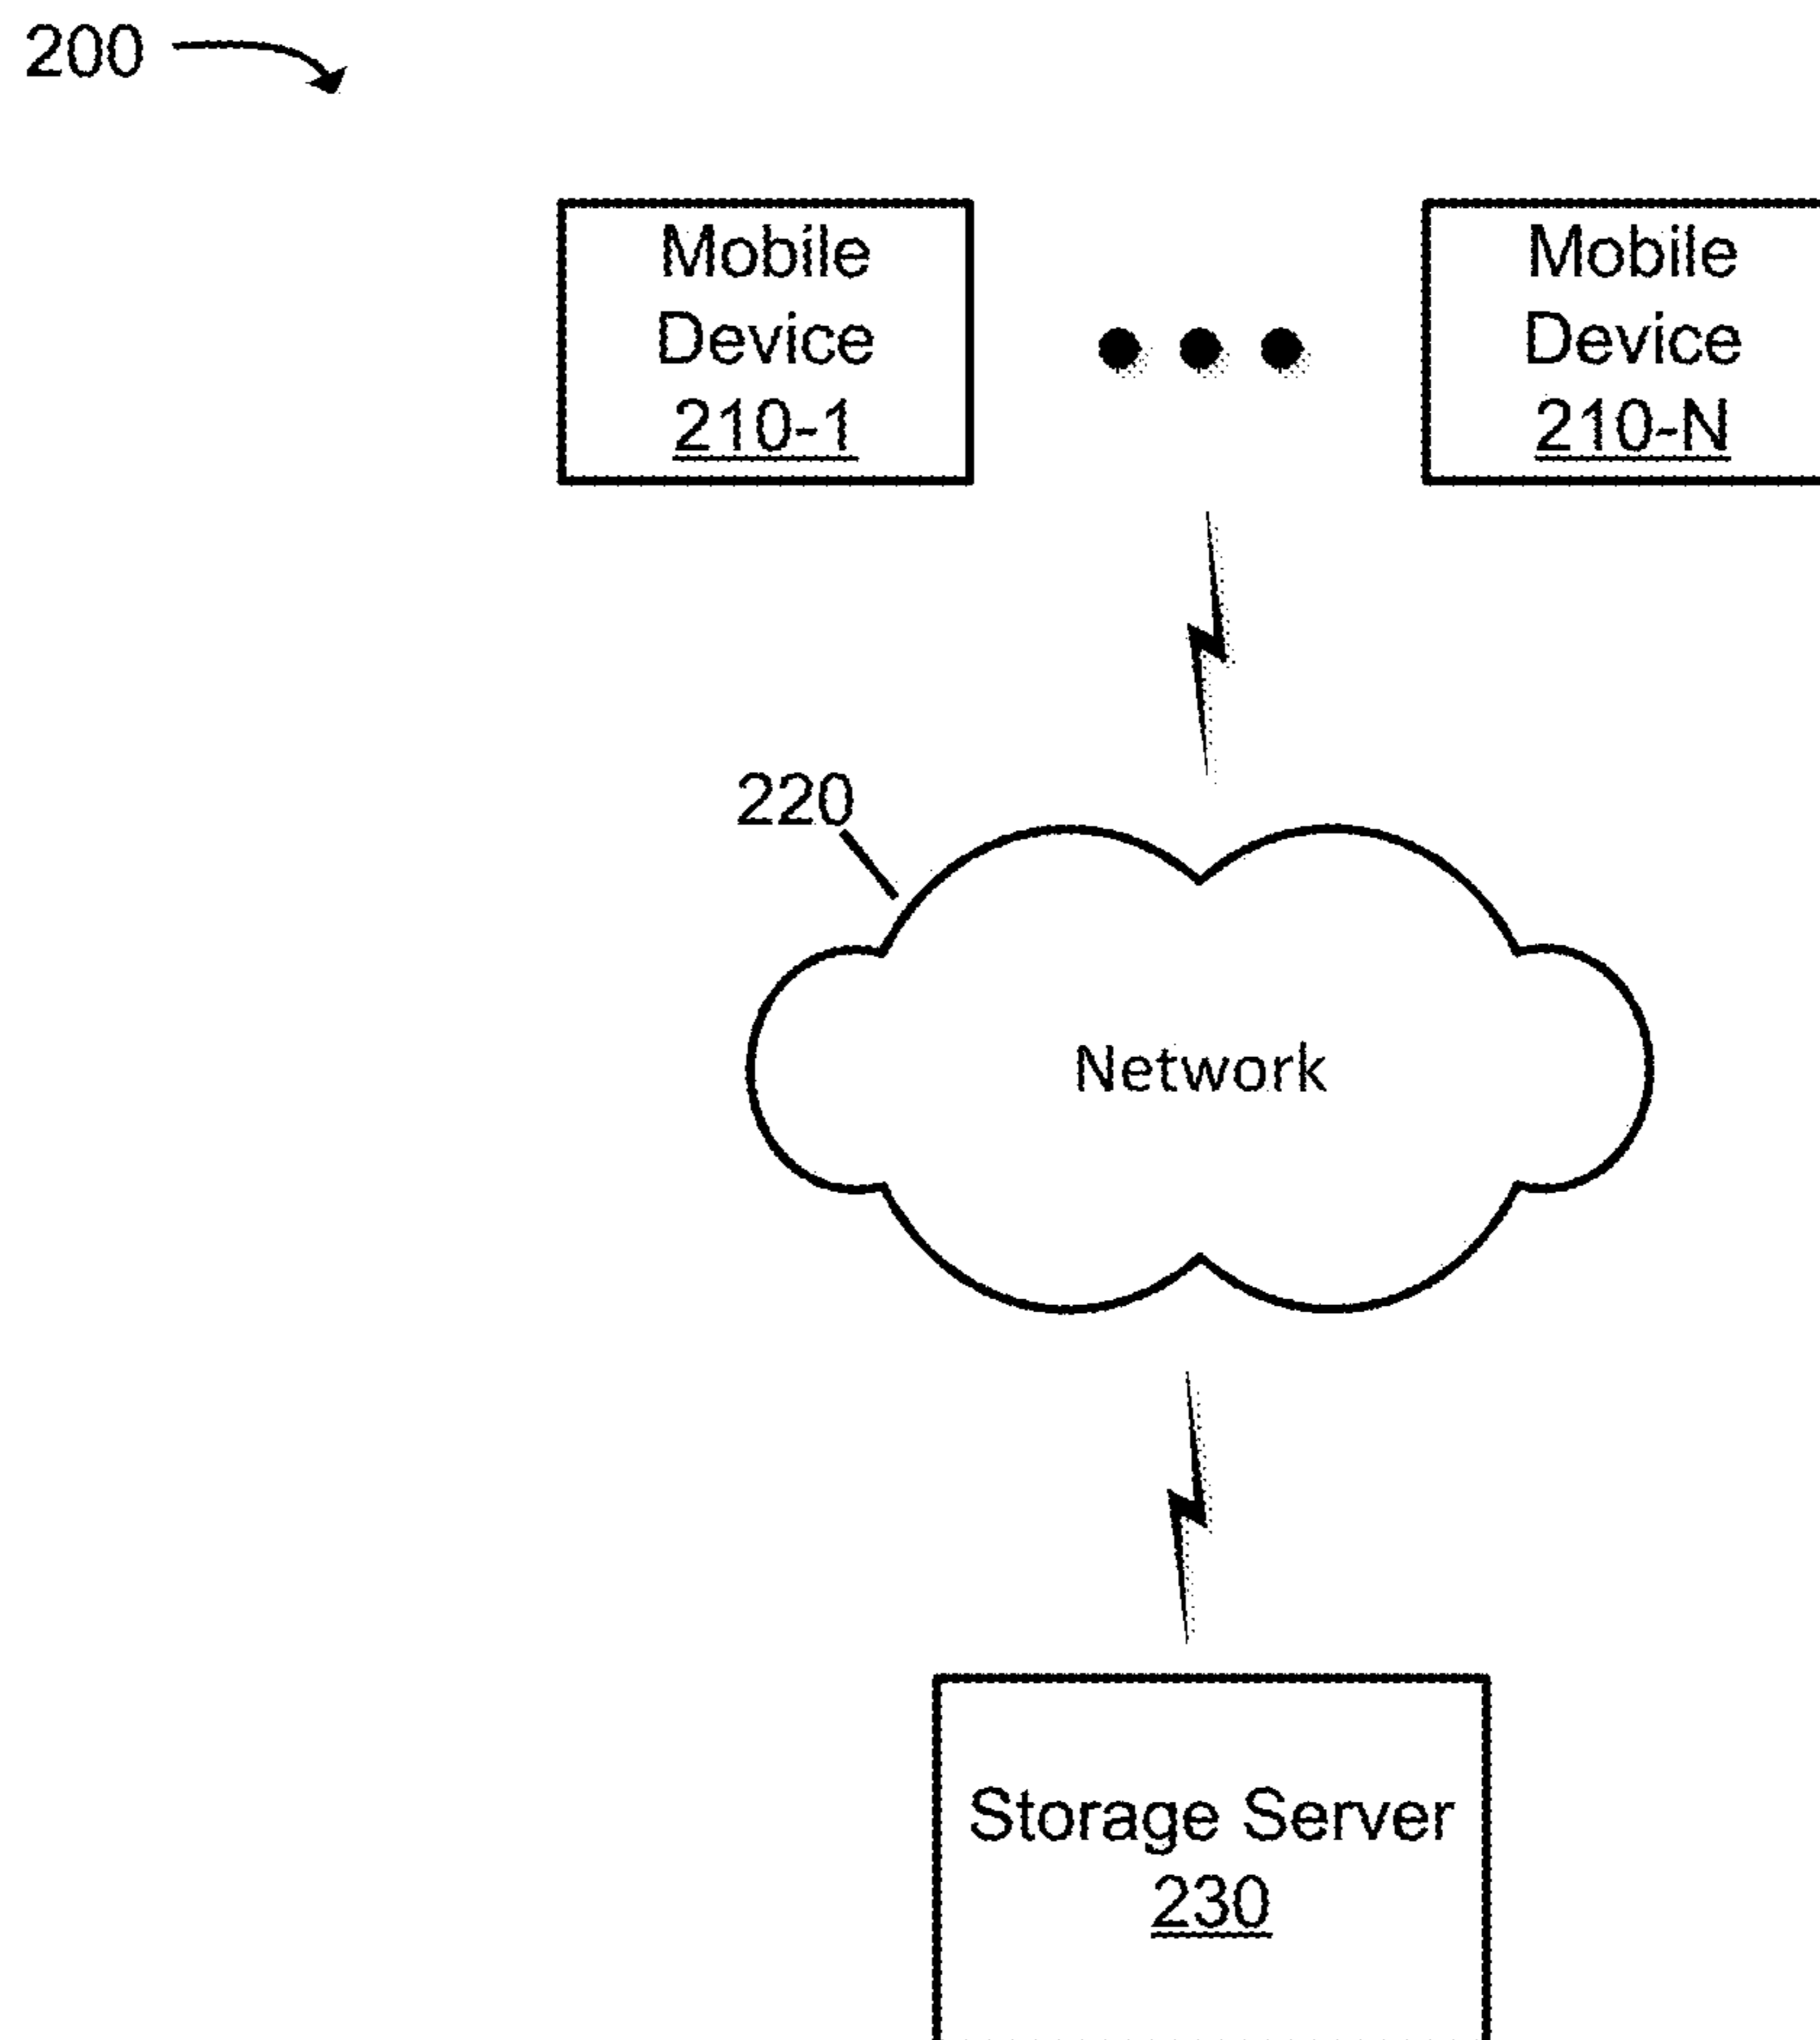 200
Mobile
Device
210-1
Mobile
Device
210-N
220
Network
Storage Server
230